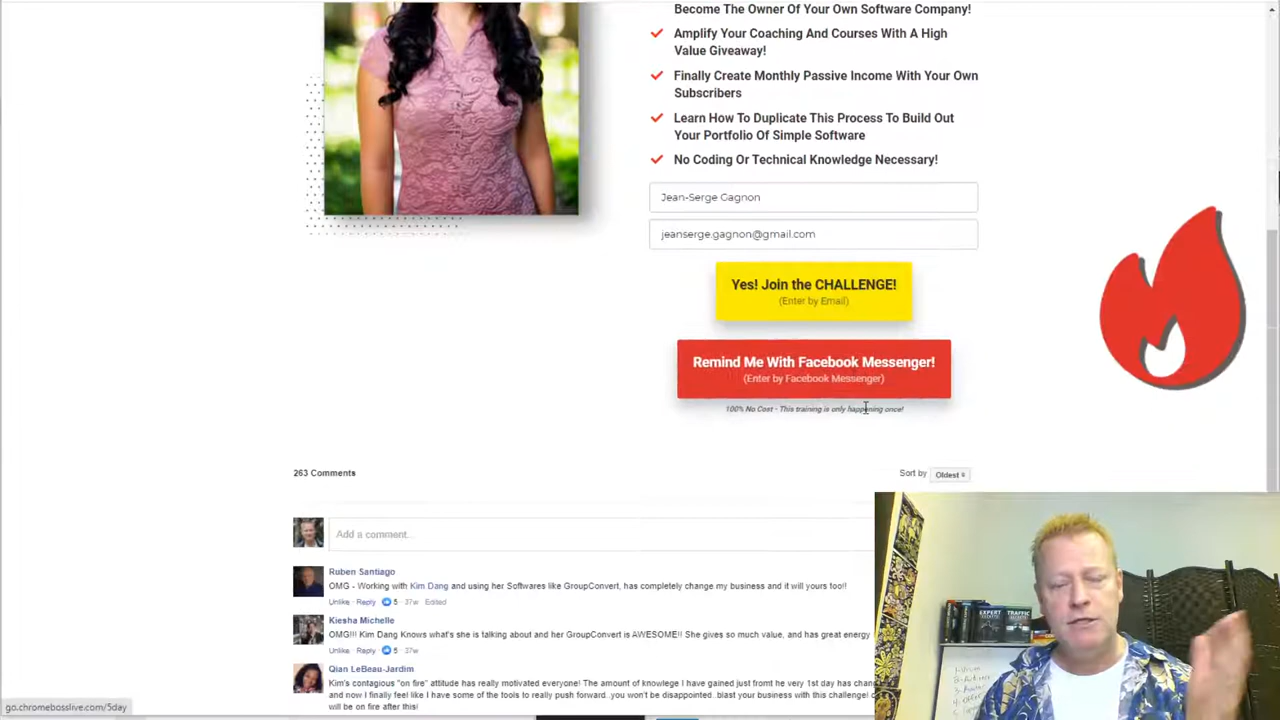 Become The Owner Of Your Own Software Company!
Amplify Your Coaching And Courses With A High
Value Giveaway!
Finally Create Monthly Passive Income With Your Own
Subscribers
Learn How To Duplicate This Process To Build Out
Your Portfolio Of Simple Software
No Coding Or Technical Knowledge Necessary!
Jean-Serge Gagnon
jeanserge.gagnon@gmail.com
Yes! Join the CHALLENGE!
(Enter by Email)
Remind Me With Facebook Messenger!
(Enter by Facebook Messenger)
100% No Cost - This training is only happening once!
263 Comments
Sort by Oldest
Add a comment...
Ruben Santiago
OMG - Working with Kim Dang and using her Softwares like GroupConvert, has completely change my business and it will yours too!!
Unlike · Reply · 5 · 37w · Edited
Kiesha Michelle
OMG!!! Kim Dang Knows what's she is talking about and her GroupConvert is AWESOME!! She gives so much value, and has great energy
Unlike · Reply · 5 · 37w
Qian LeBeau-Jardim
Kim's contagious "on fire" attitude has really motivated everyone! The amount of knowlege I have gained just fromt he very 1st day has chan
and now I finally feel like I have some of the tools to really push forward..you won't be disappointed..blast your business with this challenge!
will be on fire after this!
EXPERT
SECRETS
TRAFFIC
SECRETS
go.chromebosslive.com/5day